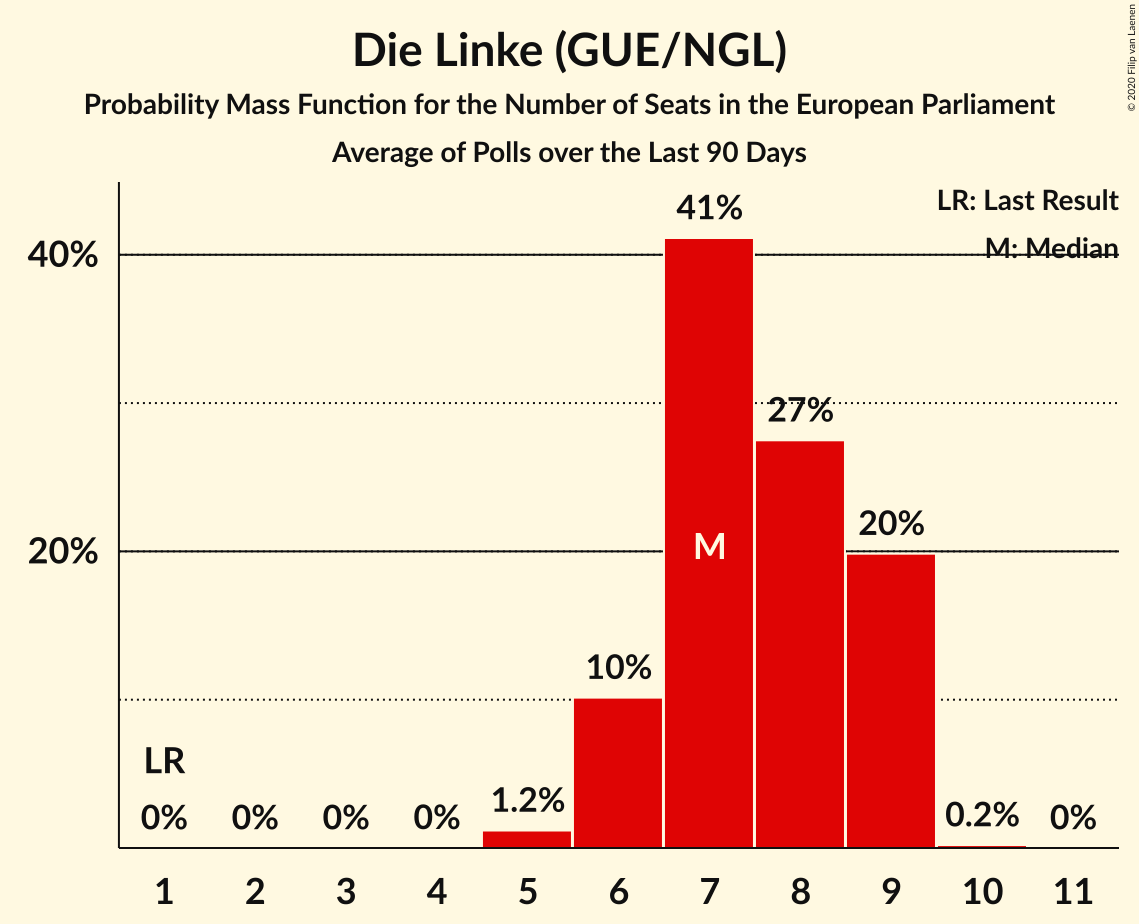 Die Linke (GUE/NGL)
Probability Mass Function for the Number of Seats in the European Parliament
Average of Polls over the Last 90 Days
© 2020 Filip van Laenen
LR: Last Result
M: Median
41%
40%
27%
20%
M
20%
10%
LR
0%
0%
0%
0%
1.2%
0.2%
0%
1 2 3 4 5 6 7 8 9 10 11